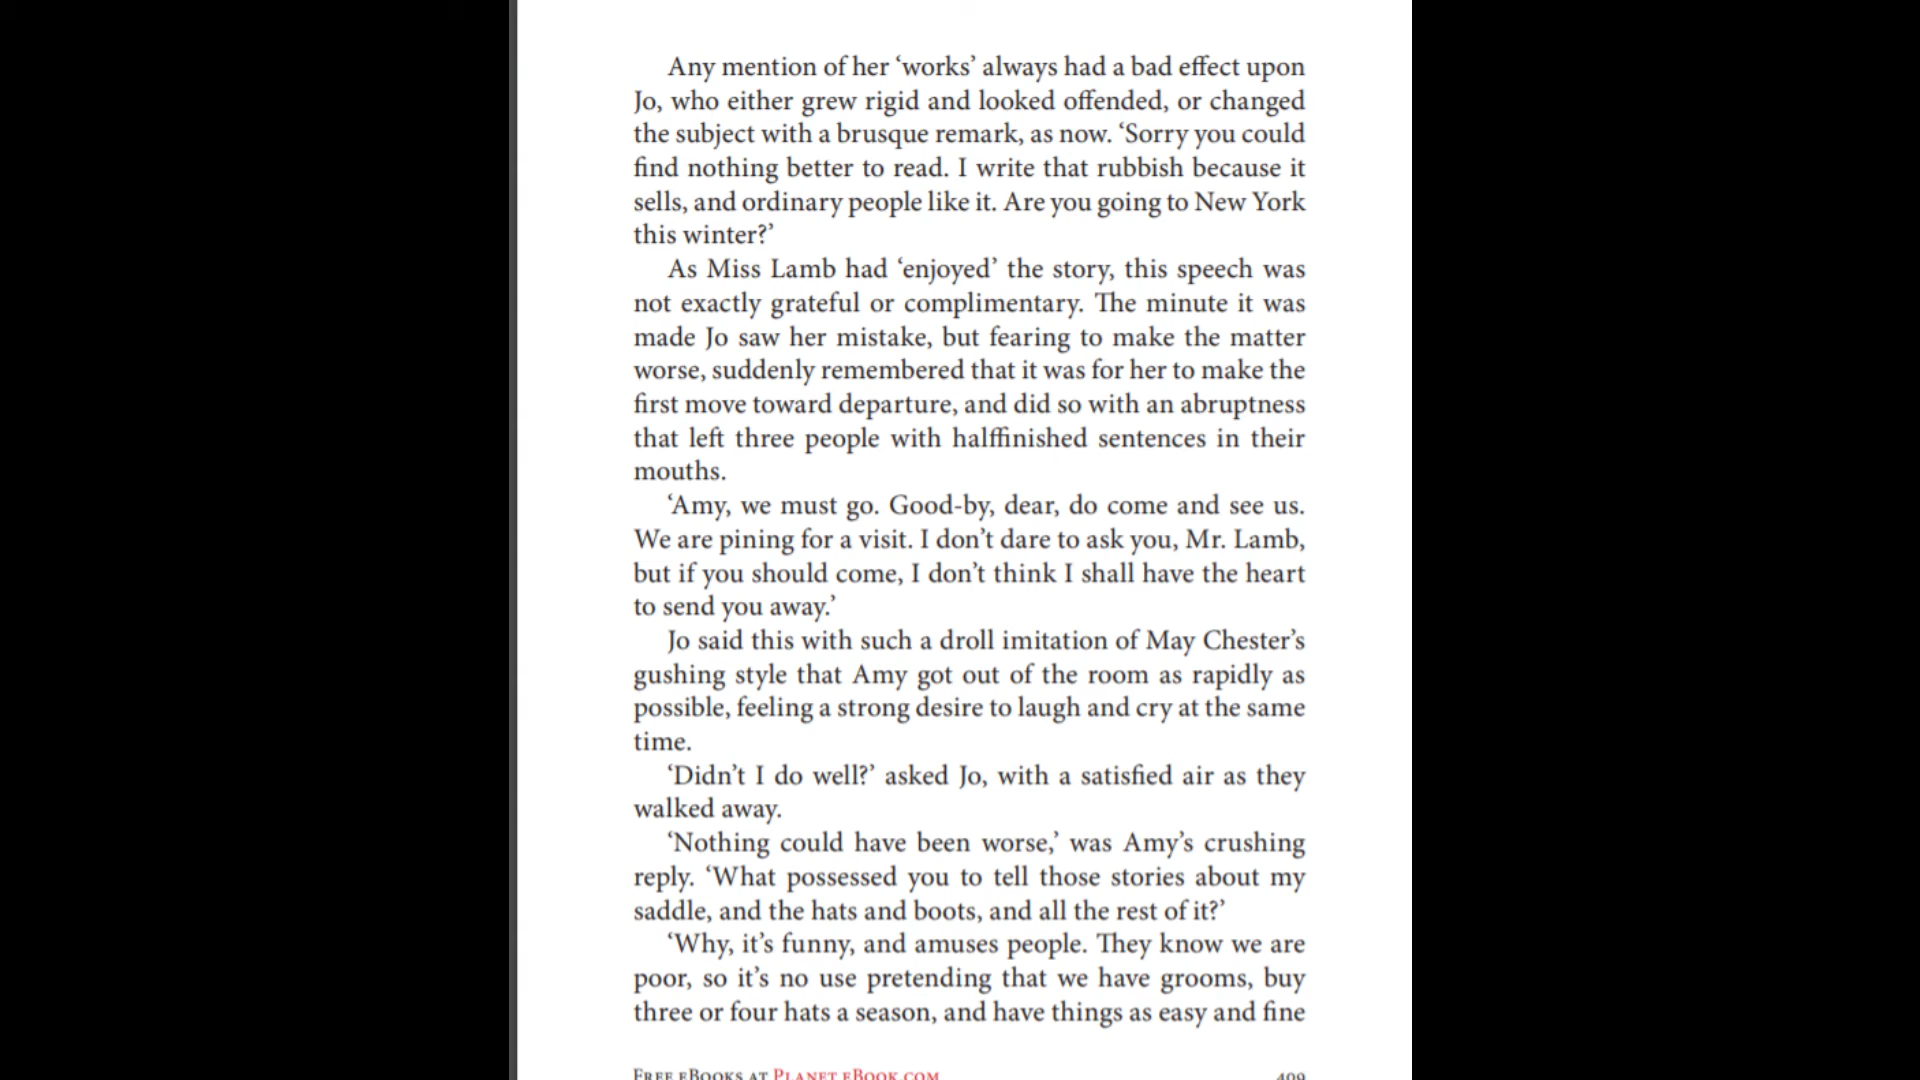 Any mention of her ‘works’ always had a bad effect upon
Jo, who either grew rigid and looked offended, or changed
the subject with a brusque remark, as now. ‘Sorry you could
find nothing better to read. I write that rubbish because it
sells, and ordinary people like it. Are you going to New York
this winter?’
As Miss Lamb had ‘enjoyed’ the story, this speech was
not exactly grateful or complimentary. The minute it was
made Jo saw her mistake, but fearing to make the matter
worse, suddenly remembered that it was for her to make the
first move toward departure, and did so with an abruptness
that left three people with halffinished sentences in their
mouths.
‘Amy, we must go. Good-by, dear, do come and see us.
We are pining for a visit. I don’t dare to ask you, Mr. Lamb,
but if you should come, I don’t think I shall have the heart
to send you away.’
Jo said this with such a droll imitation of May Chester’s
gushing style that Amy got out of the room as rapidly as
possible, feeling a strong desire to laugh and cry at the same
time.
‘Didn’t I do well?’ asked Jo, with a satisfied air as they
walked away.
‘Nothing could have been worse,’ was Amy’s crushing
reply. ‘What possessed you to tell those stories about my
saddle, and the hats and boots, and all the rest of it?’
‘Why, it’s funny, and amuses people. They know we are
poor, so it’s no use pretending that we have grooms, buy
three or four hats a season, and have things as easy and fine
Free eBooks at Planet eBook.com 409